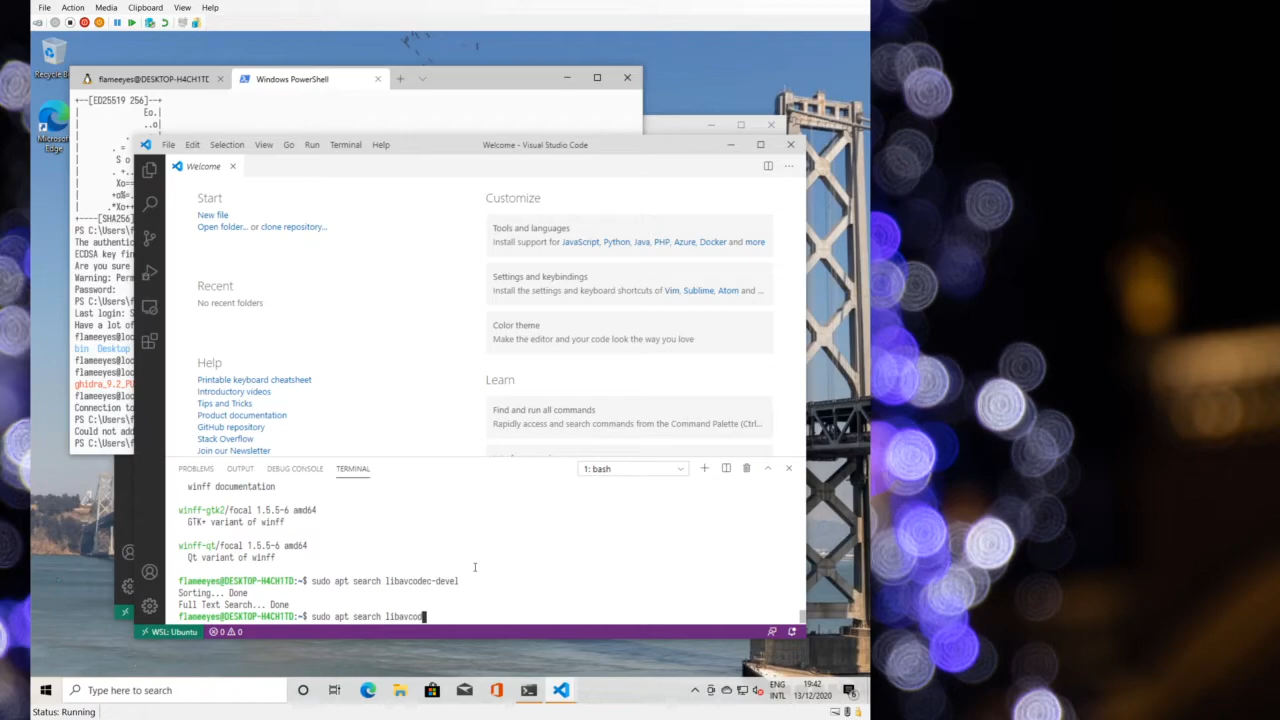 File Action Media Clipboard View Help
Recycle Bi
flameeyes@DESKTOP-H4CH1TD:
Windows PowerShell
+--[ED25519 256]--+
| Eo.|
| ..o|
| .
| . =
| S o
| . +..
| Xo==
| +o%=.
| .*Xo++
+----[SHA256]
PS C:\Users\f
The authentic
ECDSA key fin
Are you sure
Warning: Perm
Password:
PS C:\Users\f
Last login: S
Have a lot of
flameeyes@loc
bin Desktop
flameeyes@loc
flameeyes@loc
ghidra_9.2_PU
flameeyes@loc
Connection to
PS C:\Users\f
Could not add
PS C:\Users\f
PS C:\Users\f
Microso
Edge
File Edit Selection View Go Run Terminal Help
Welcome - Visual Studio Code
Welcome
Start
New file
Open folder... or clone repository...
Recent
No recent folders
Help
Printable keyboard cheatsheet
Introductory videos
Tips and Tricks
Product documentation
GitHub repository
Stack Overflow
Join our Newsletter
Customize
Tools and languages
Install support for JavaScript, Python, Java, PHP, Azure, Docker and more
Settings and keybindings
Install the settings and keyboard shortcuts of Vim, Sublime, Atom and ...
Color theme
Make the editor and your code look the way you love
Learn
Find and run all commands
Rapidly access and search commands from the Command Palette (Ctrl...
PROBLEMS OUTPUT DEBUG CONSOLE TERMINAL
1: bash
winff documentation
winff-gtk2/focal 1.5.5-6 amd64
GTK+ variant of winff
winff-qt/focal 1.5.5-6 amd64
Qt variant of winff
flameeyes@DESKTOP-H4CH1TD:~$ sudo apt search libavcodec-devel
Sorting... Done
Full Text Search... Done
flameeyes@DESKTOP-H4CH1TD:~$ sudo apt search libavcod
WSL: Ubuntu 0 0
Type here to search
ENG
INTL
19:42
13/12/2020
6
Status: Running